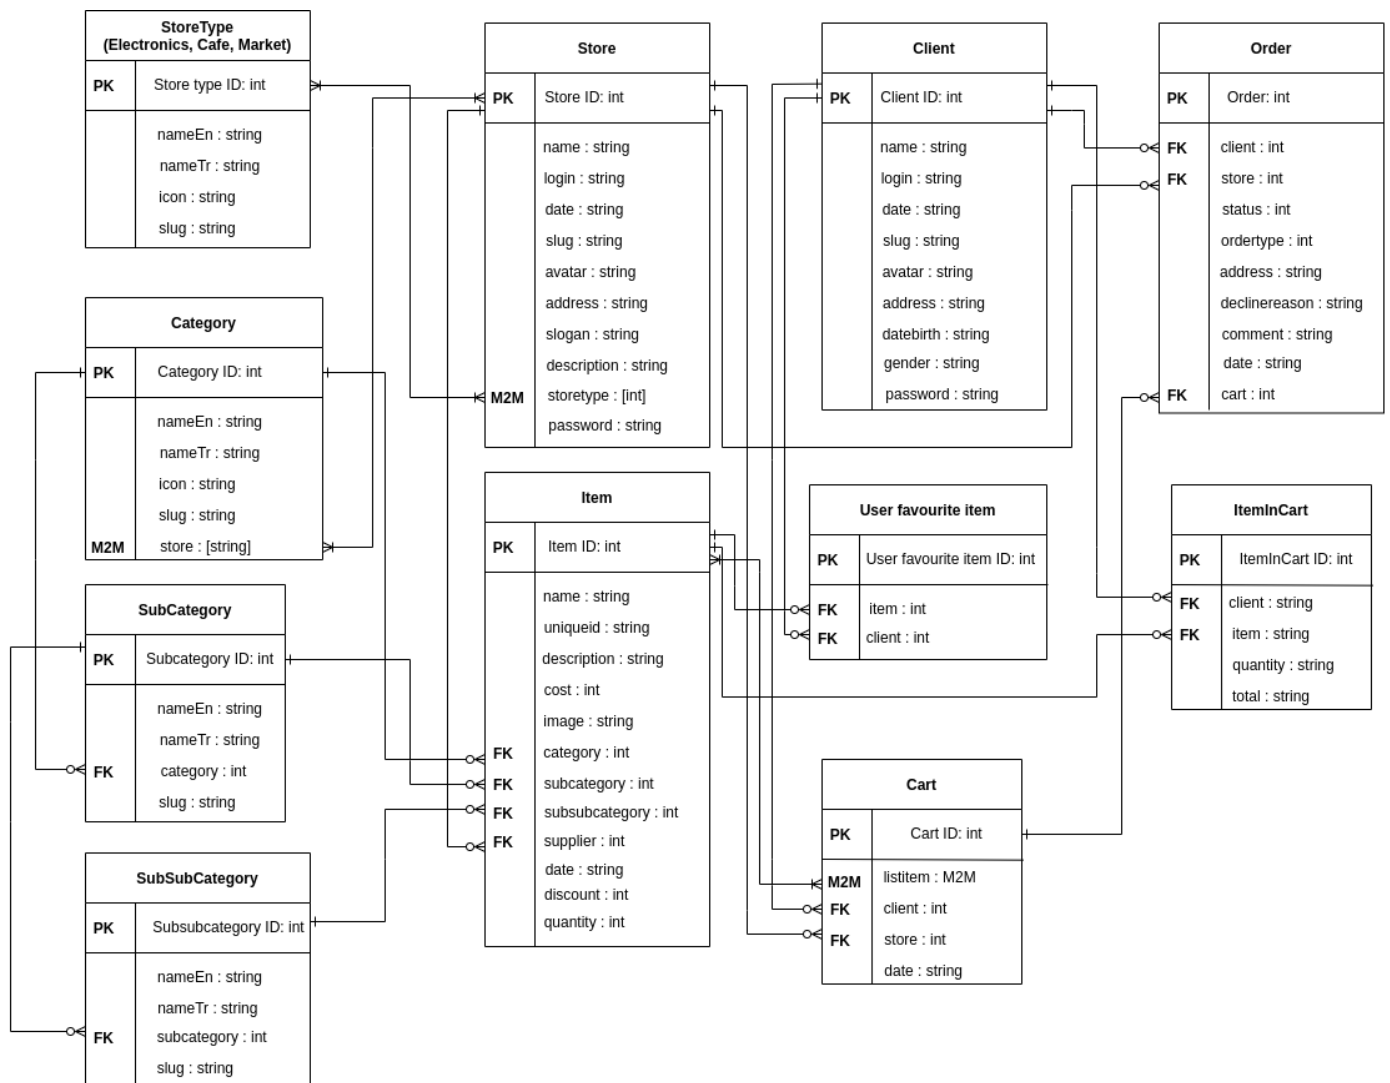 StoreType
(Electronics, Cafe, Market)
PK Store type ID: int
nameEn : string
nameTr : string
icon : string
slug : string
Store
PK Store ID: int
name : string
login : string
date : string
slug : string
avatar : string
address : string
slogan : string
description : string
M2M storetype : [int]
password : string
Client
PK Client ID: int
name : string
login : string
date : string
slug : string
avatar : string
address : string
datebirth : string
gender : string
password : string
Order
PK Order: int
FK client : int
FK store : int
status : int
ordertype : int
address : string
declinereason : string
comment : string
date : string
FK cart : int
Category
PK Category ID: int
nameEn : string
nameTr : string
icon : string
slug : string
M2M store : [string]
Item
PK Item ID: int
name : string
uniqueid : string
description : string
cost : int
image : string
FK category : int
FK subcategory : int
FK subsubcategory : int
FK supplier : int
date : string
discount : int
quantity : int
User favourite item
PK User favourite item ID: int
FK item : int
FK client : int
ItemInCart
PK ItemInCart ID: int
FK client : string
FK item : string
quantity : string
total : string
SubCategory
PK Subcategory ID: int
nameEn : string
nameTr : string
FK category : int
slug : string
Cart
PK Cart ID: int
M2M listitem : M2M
FK client : int
FK store : int
date : string
SubSubCategory
PK Subsubcategory ID: int
nameEn : string
nameTr : string
FK subcategory : int
slug : string